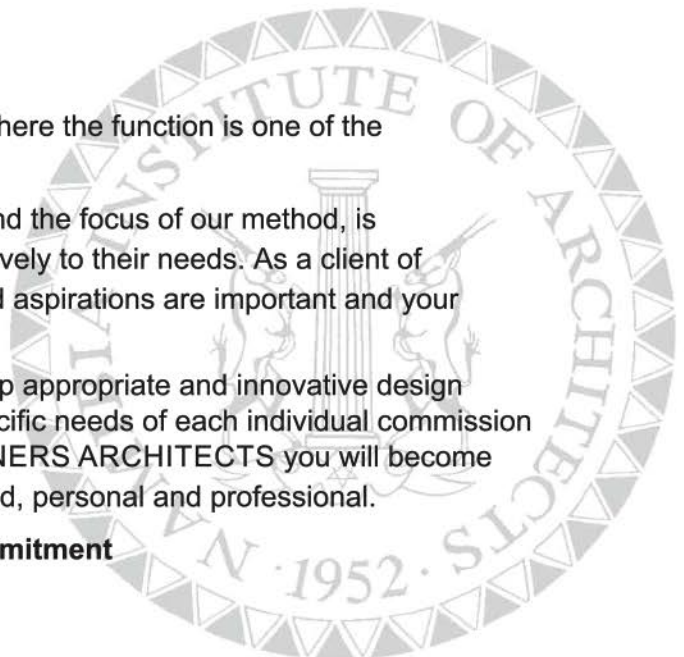 here the function is one of the
nd the focus of our method, is
vely to their needs. As a client of
d aspirations are important and your
p appropriate and innovative design
cific needs of each individual commission
NERS ARCHITECTS you will become
d, personal and professional.
mitment
NAMIBIA INSTITUTE OF ARCHITECTS
· 1952 ·